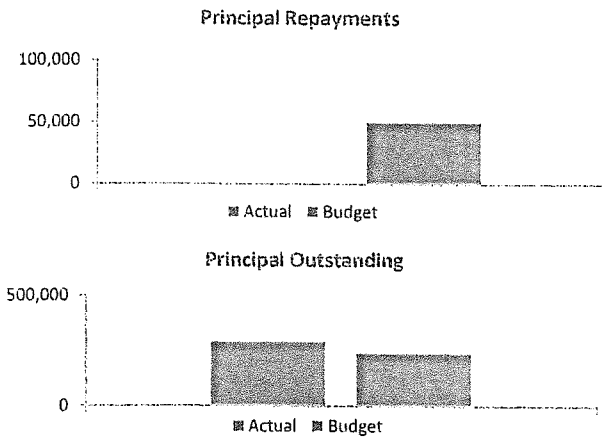 Principal Repayments
100,000
50,000
0
Actual Budget
Principal Outstanding
500,000
0
Actual Budget